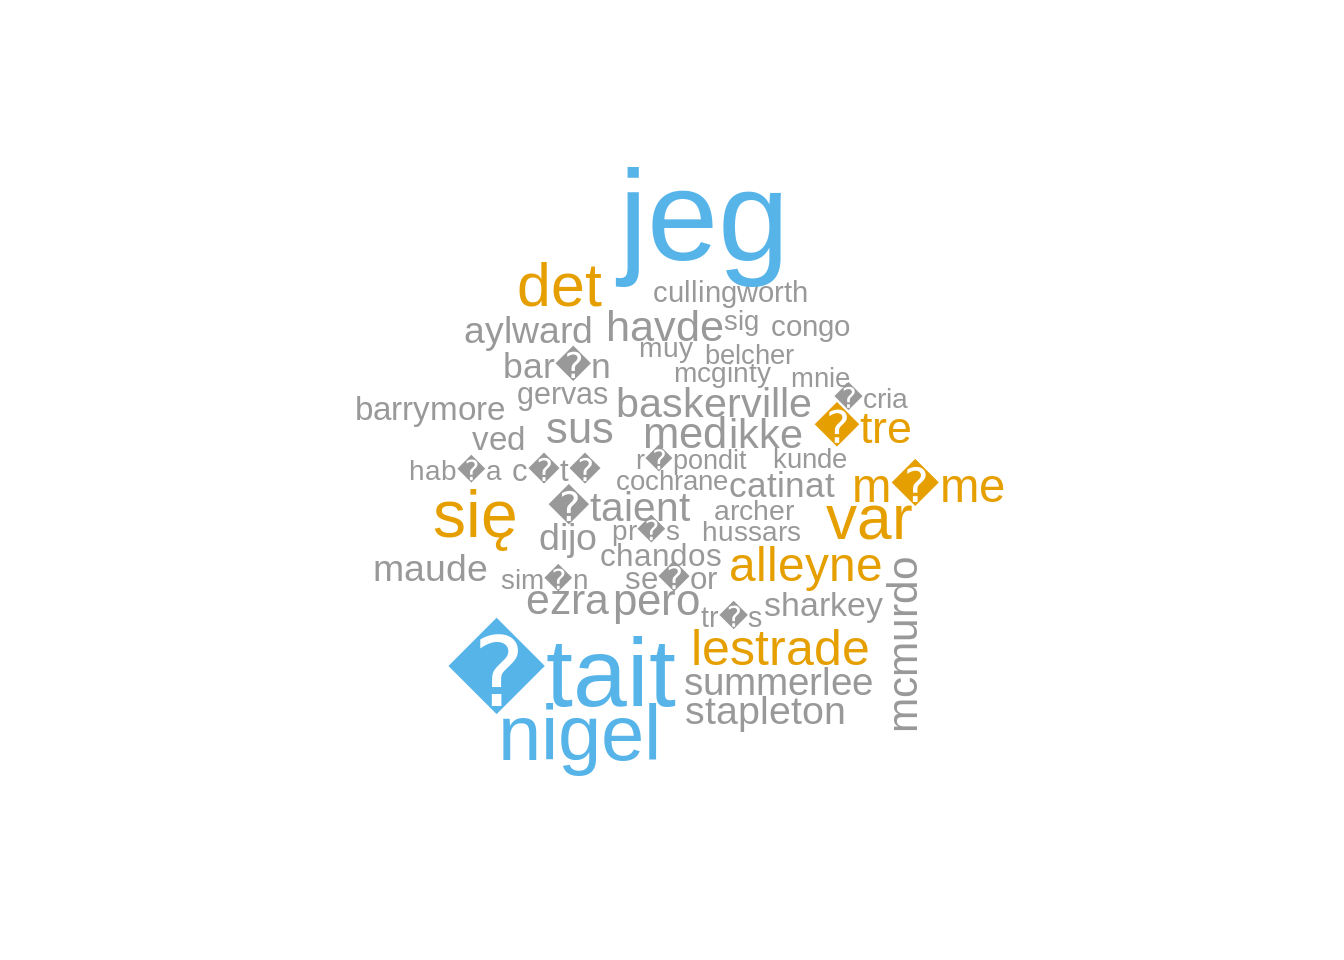 jeg
det
cullingworth
aylward
havde
sig
congo
muy
belcher
bar�n
mcginty
mnie
gervas
�cria
barrymore
baskerville
sus
med
ikke
�tre
ved
hab�a
c�t�
r�pondit
kunde
cochrane
catinat
m�me
się
�taient
archer
var
dijo
pr�s
hussars
chandos
alleyne
maude
sim�n
se�or
ezra
pero
tr�s
sharkey
mcmurdo
�tait
lestrade
summerlee
stapleton
nigel